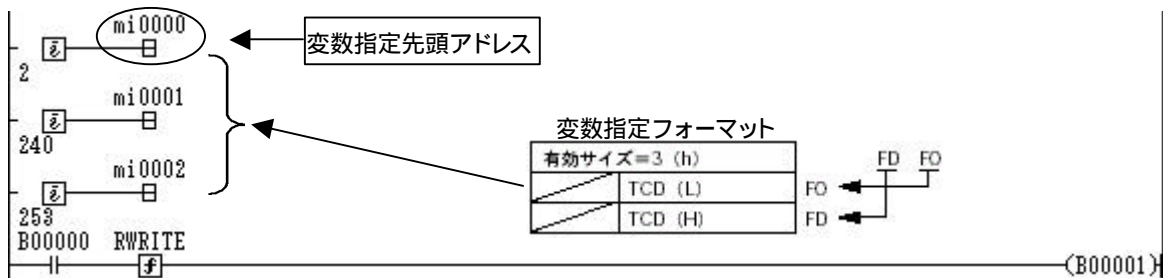 mi0000
変数指定先頭アドレス
i
2
mi0001
i
240
変数指定フォーマット
mi0002
有効サイズ=3 (h)
FD FO
TCD (L) FO
i
TCD (H) FD
253
B00000 RWRITE
f
(B00001)